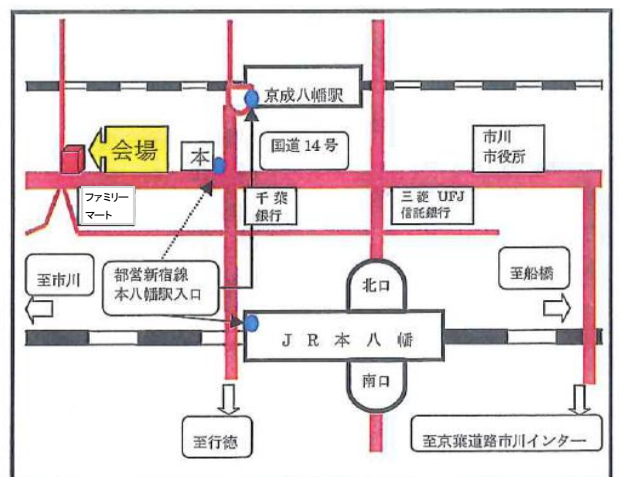 京成八幡駅
会場
本
国道14号
市川
市役所
ファミリー
マート
千葉
銀行
三菱 UFJ
信託銀行
至市川
都営新宿線
本八幡駅入口
北口
至船橋
JR本八幡
南口
至行徳
至京葉道路市川インター